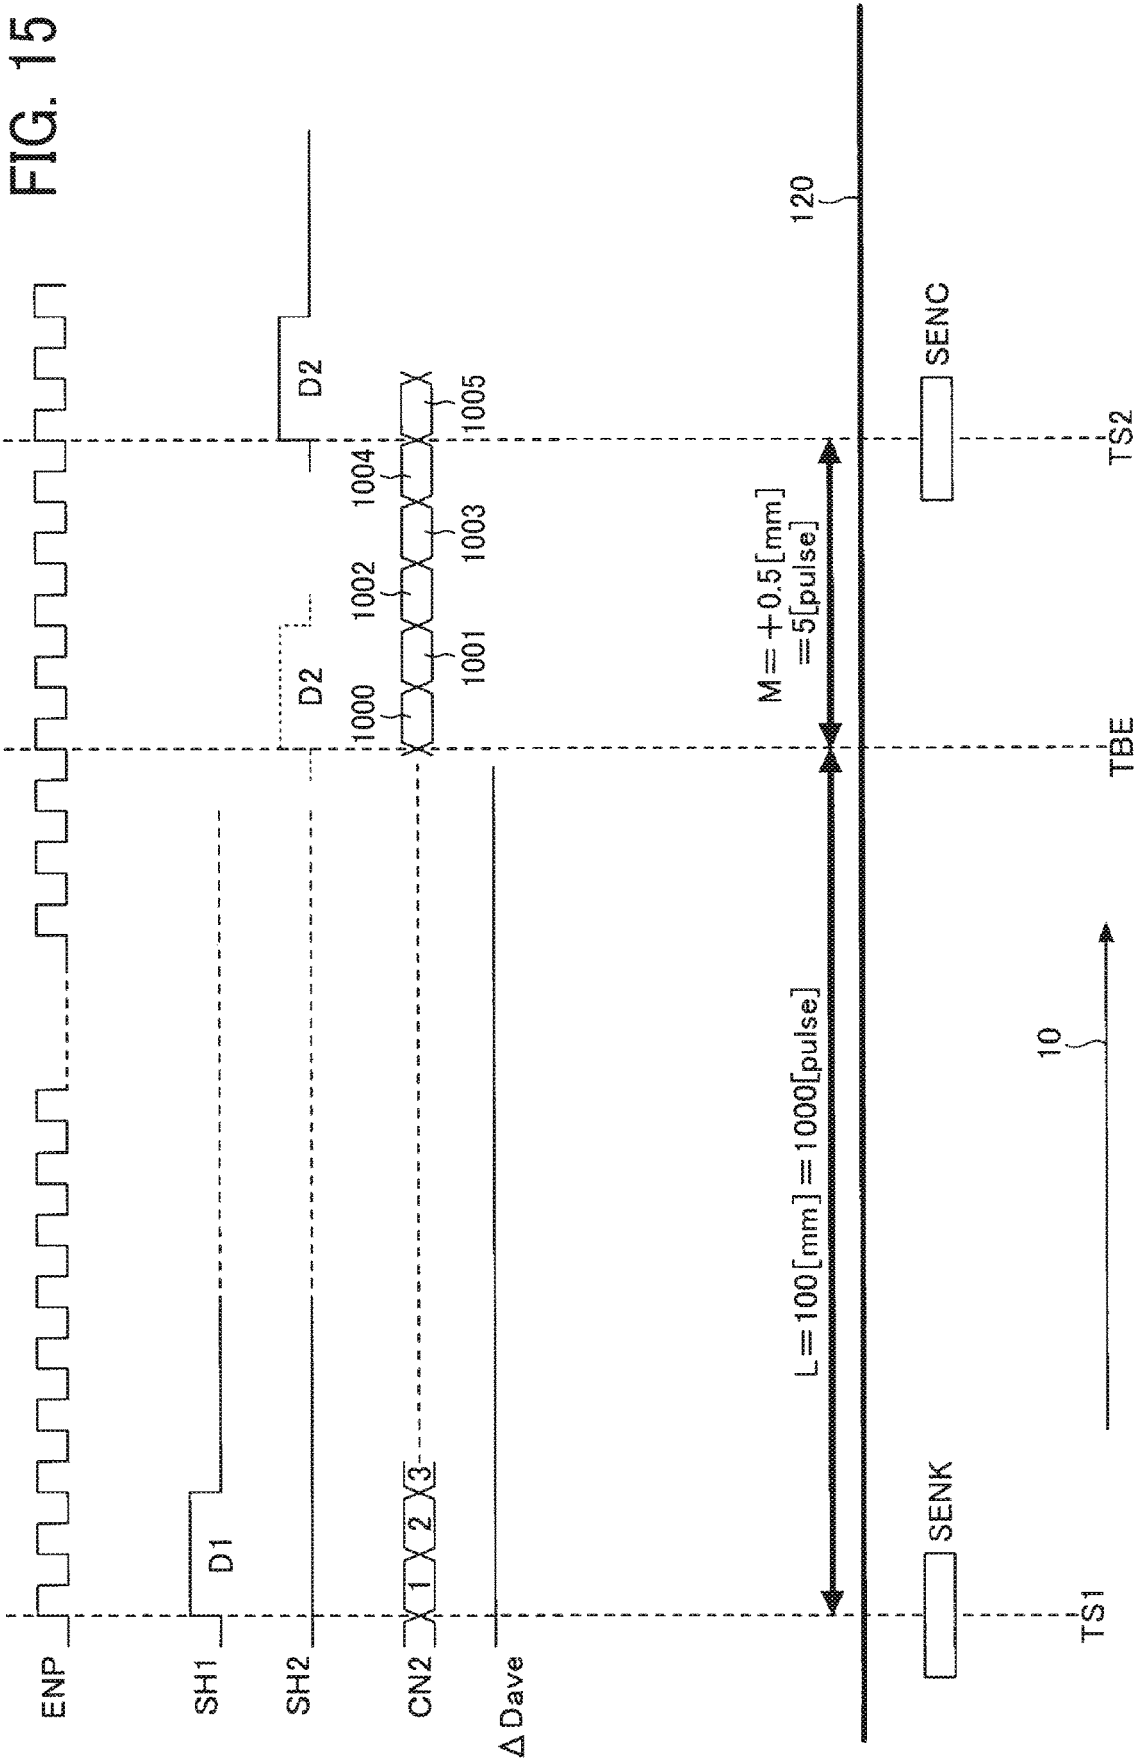 FIG. 15
ENP
SH1
D1
SH2
D2
D2
CN2
1
2
3
1000
1001
1002
1003
1004
1005
Δ Dave
L=100[mm]=1000[pulse]
M=+0.5[mm]
=5[pulse]
120
SENK
SENC
10
TS1
TBE
TS2